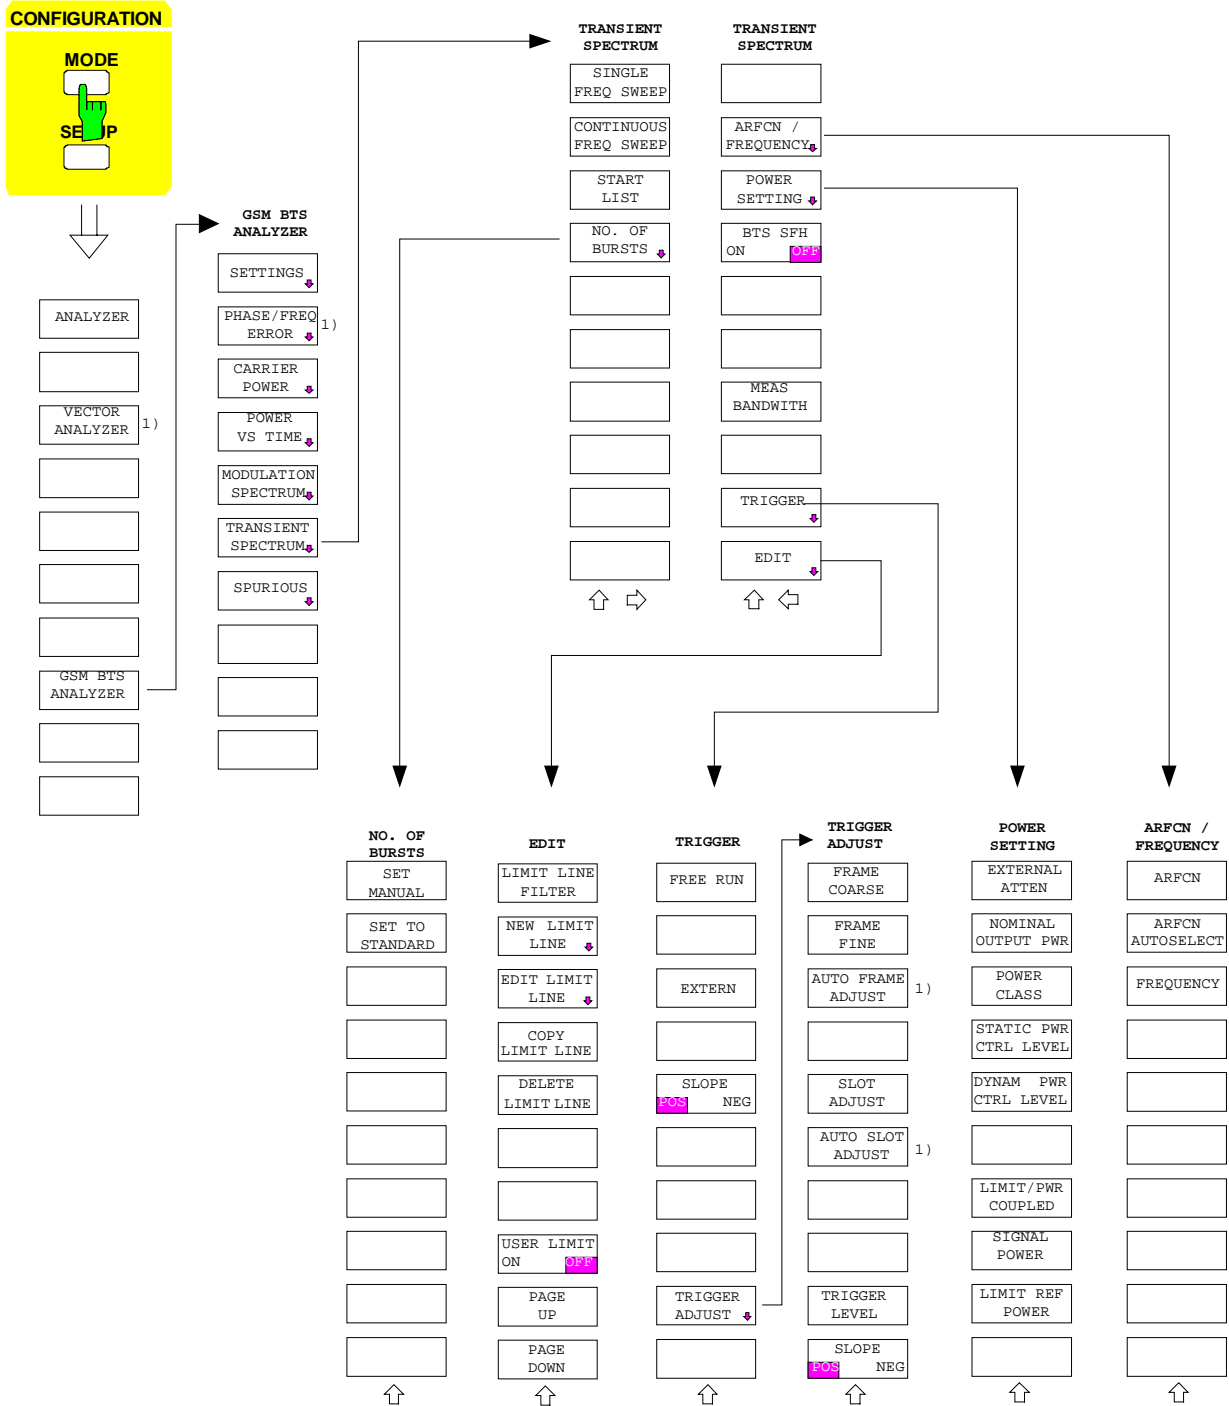 CONFIGURATION
MODE
SETUP
ANALYZER
VECTOR
ANALYZER
1)
GSM BTS
ANALYZER
GSM BTS
ANALYZER
SETTINGS
PHASE/FREQ
ERROR
1)
CARRIER
POWER
POWER
VS TIME
MODULATION
SPECTRUM
TRANSIENT
SPECTRUM
SPURIOUS
TRANSIENT
SPECTRUM
SINGLE
FREQ SWEEP
CONTINUOUS
FREQ SWEEP
START
LIST
NO. OF
BURSTS
TRANSIENT
SPECTRUM
ARFCN /
FREQUENCY
POWER
SETTING
BTS SFH
ON OFF
MEAS
BANDWITH
TRIGGER
EDIT
NO. OF
BURSTS
SET
MANUAL
SET TO
STANDARD
EDIT
LIMIT LINE
FILTER
NEW LIMIT
LINE
EDIT LIMIT
LINE
COPY
LIMIT LINE
DELETE
LIMIT LINE
USER LIMIT
ON OFF
PAGE
UP
PAGE
DOWN
TRIGGER
FREE RUN
EXTERN
SLOPE
POS NEG
TRIGGER
ADJUST
TRIGGER
ADJUST
FRAME
COARSE
FRAME
FINE
AUTO FRAME
ADJUST
1)
SLOT
ADJUST
AUTO SLOT
ADJUST
1)
TRIGGER
LEVEL
SLOPE
POS NEG
POWER
SETTING
EXTERNAL
ATTEN
NOMINAL
OUTPUT PWR
POWER
CLASS
STATIC PWR
CTRL LEVEL
DYNAM PWR
CTRL LEVEL
LIMIT/PWR
COUPLED
SIGNAL
POWER
LIMIT REF
POWER
ARFCN /
FREQUENCY
ARFCN
ARFCN
AUTOSELECT
FREQUENCY